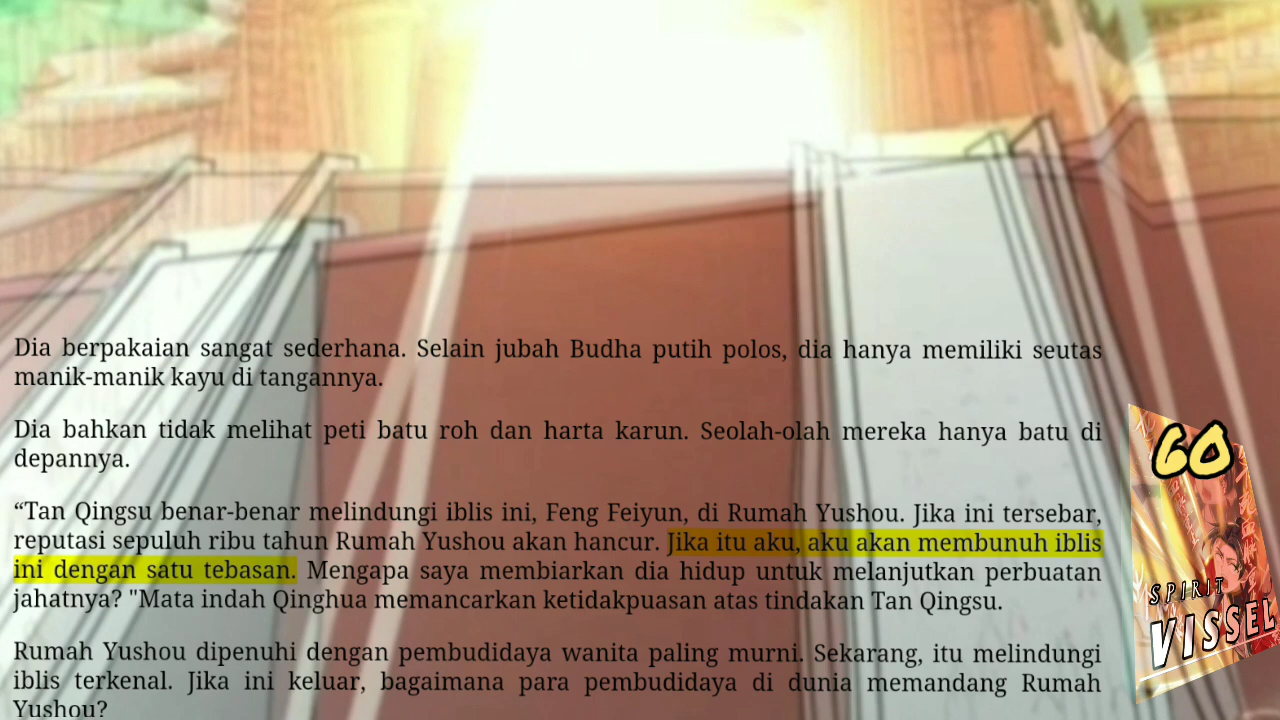 Dia berpakaian sangat sederhana. Selain jubah Budha putih polos, dia hanya memiliki seutas
manik-manik kayu di tangannya.
Dia bahkan tidak melihat peti batu roh dan harta karun. Seolah-olah mereka hanya batu di
depannya.
“Tan Qingsu benar-benar melindungi iblis ini, Feng Feiyun, di Rumah Yushou. Jika ini tersebar,
reputasi sepuluh ribu tahun Rumah Yushou akan hancur. Jika itu aku, aku akan membunuh iblis
ini dengan satu tebasan. Mengapa saya membiarkan dia hidup untuk melanjutkan perbuatan
jahatnya? "Mata indah Qinghua memancarkan ketidakpuasan atas tindakan Tan Qingsu.
Rumah Yushou dipenuhi dengan pembudidaya wanita paling murni. Sekarang, itu melindungi
iblis terkenal. Jika ini keluar, bagaimana para pembudidaya di dunia memandang Rumah
Yushou?
60
SPIRIT
VISSEL